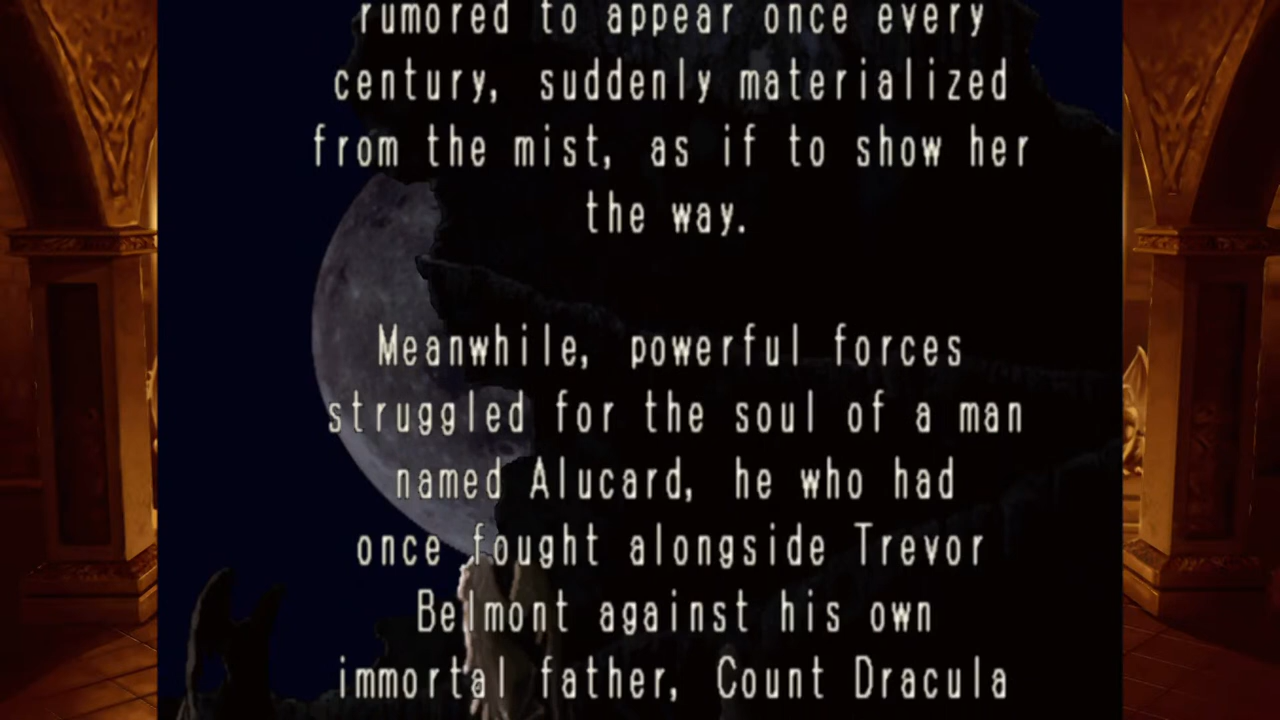 rumored to appear once every
century, suddenly materialized
from the mist, as if to show her
the way.
Meanwhile, powerful forces
struggled for the soul of a man
named Alucard, he who had
once fought alongside Trevor
Belmont against his own
immortal father, Count Dracula